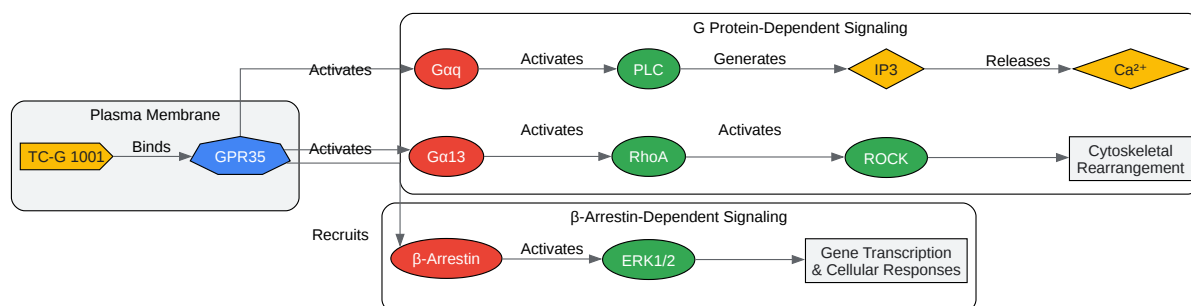 G Protein-Dependent Signaling
Activates
Gαq
Activates
PLC
Generates
IP3
Releases
Ca²⁺
Plasma Membrane
TC-G 1001
Binds
GPR35
Activates
Gα13
Activates
RhoA
Activates
ROCK
Cytoskeletal
Rearrangement
β-Arrestin-Dependent Signaling
Recruits
β-Arrestin
Activates
ERK1/2
Gene Transcription
& Cellular Responses